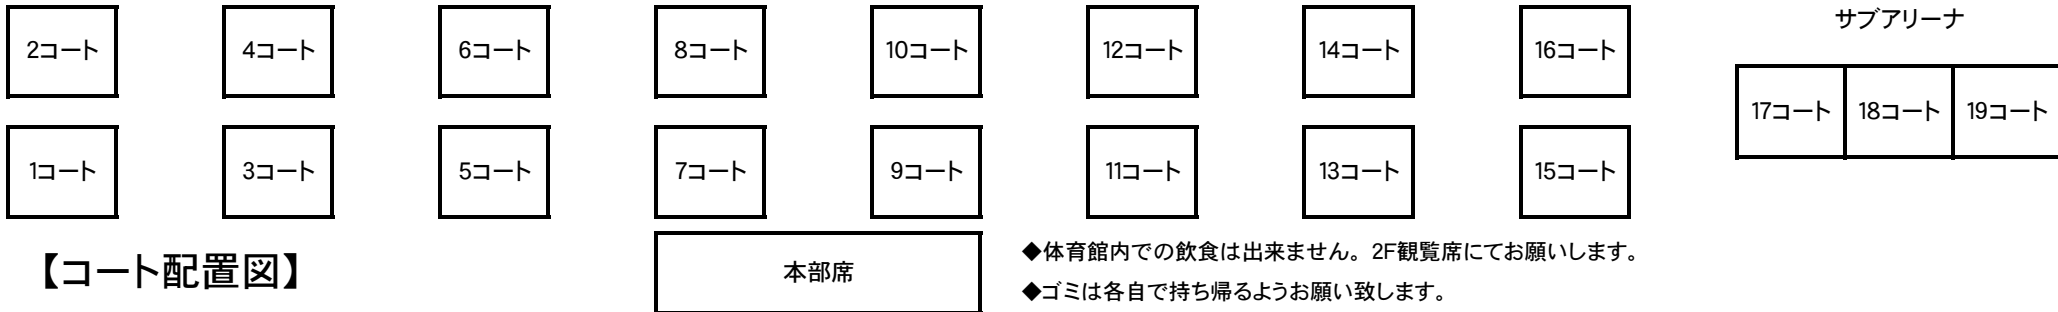 サブアリーナ
2コート 4コート 6コート 8コート 10コート 12コート 14コート 16コート
17コート 18コート 19コート
1コート 3コート 5コート 7コート 9コート 11コート 13コート 15コート
【コート配置図】
本部席
◆体育館内での飲食は出来ません。2F観覧席にてお願いします。
◆ゴミは各自で持ち帰るようお願い致します。